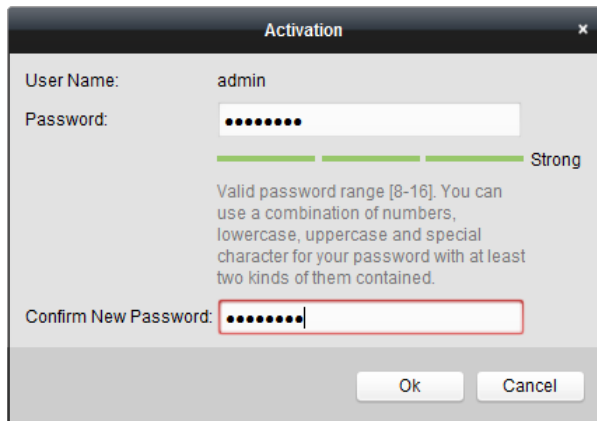 Activation ×
User Name: admin
Password: ●●●●●●●●
Strong
Valid password range [8-16]. You can
use a combination of numbers,
lowercase, uppercase and special
character for your password with at least
two kinds of them contained.
Confirm New Password: ●●●●●●●●
Ok Cancel